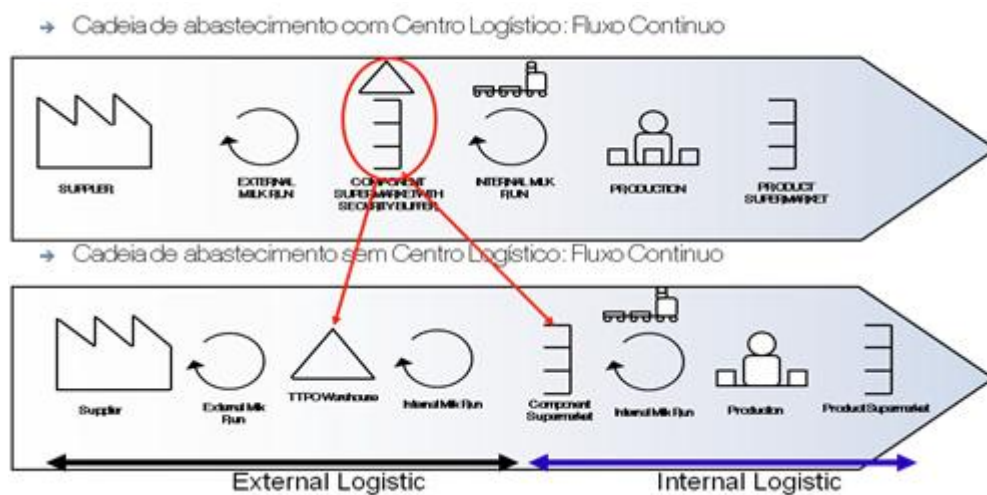 → Cadeia de abastecimento com Centro Logístico: Fluxo Continuo
SUPPLIER
EXTERNAL
MILK RUN
COMPONENT
SUPERMARKET WITH
SECURITY BUFFER
INTERNAL MILK
RUN
PRODUCTION
PRODUCT
SUPERMARKET
→ Cadeia de abastecimento sem Centro Logístico: Fluxo Continuo
Supplier
External Milk
Run
TTPO Warehouse
Internal Milk Run
Component
Supermarket
Internal Milk Run
Production
Product Supermarket
External Logistic
Internal Logistic